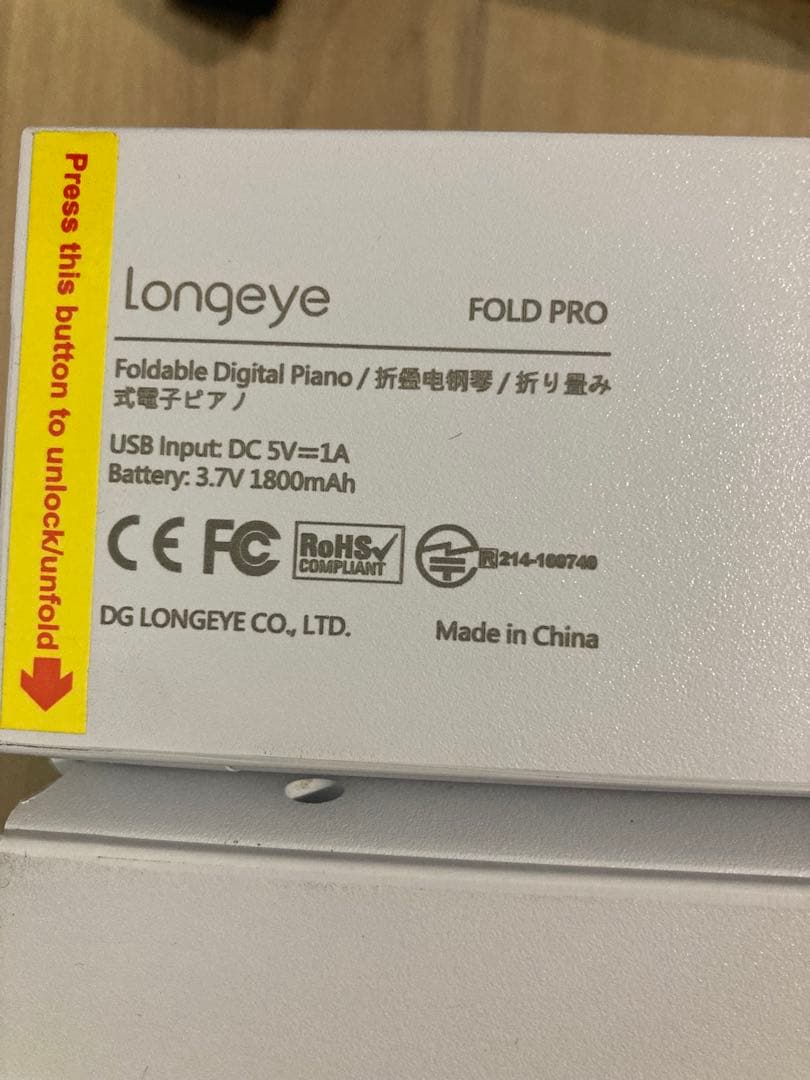 Press this button to unlock/unfold
Longeye FOLD PRO
Foldable Digital Piano / 折叠电钢琴 / 折り畳み
式電子ピアノ
USB Input: DC 5V⎓1A
Battery: 3.7V 1800mAh
CE FC RoHS✓ COMPLIANT R 214-100740
DG LONGEYE CO., LTD. Made in China